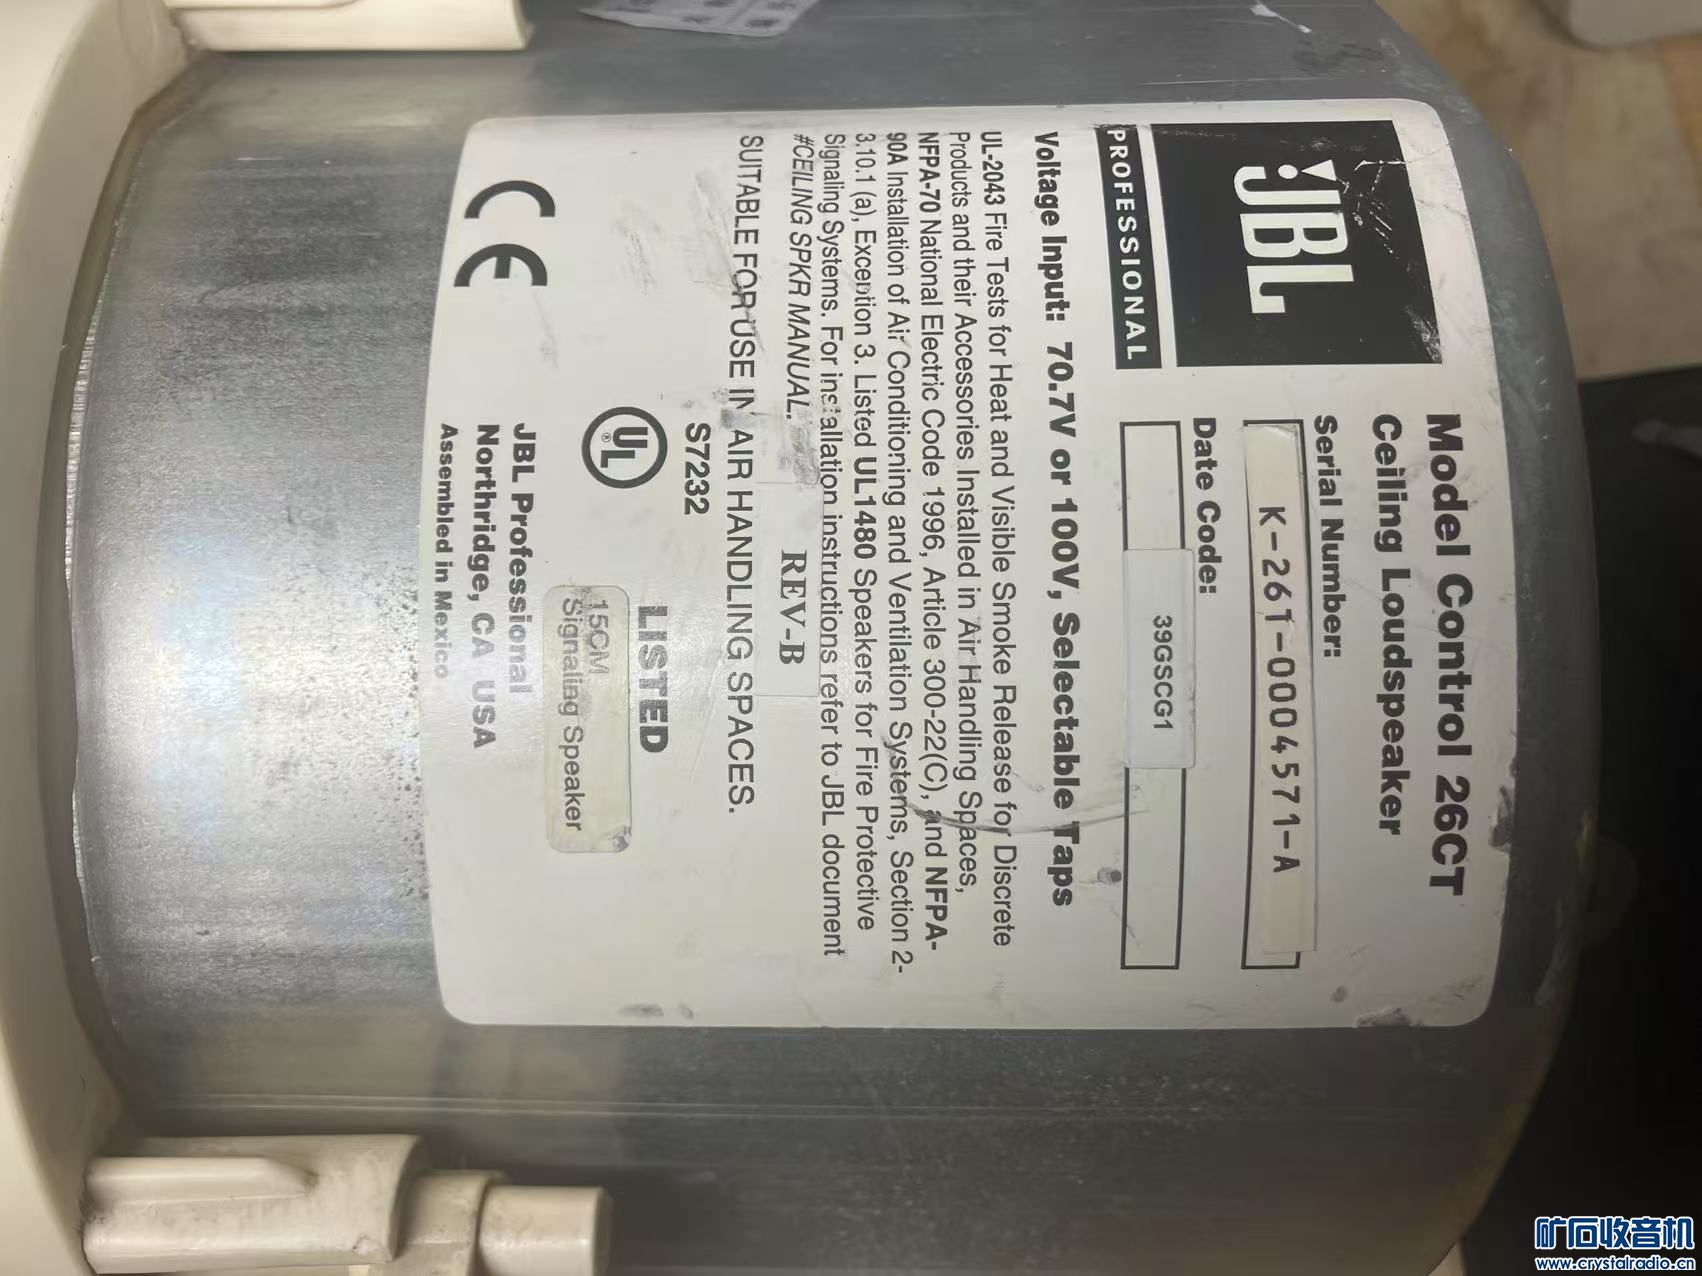 JBL
PROFESSIONAL
Model Control 26CT
Ceiling Loudspeaker
Serial Number:
K-26T-0004571-A
Date Code:
39GSCG1
Voltage Input: 70.7V or 100V, Selectable Taps
UL-2043 Fire Tests for Heat and Visible Smoke Release for Discrete
Products and their Accessories Installed in Air Handling Spaces,
NFPA-70 National Electric Code 1996, Article 300-22(C), and NFPA-
90A Installation of Air Conditioning and Ventilation Systems, Section 2-
3.10.1 (a), Exception 3. Listed UL1480 Speakers for Fire Protective
Signaling Systems. For installation instructions refer to JBL document
#CEILING SPKR MANUAL.
REV-B
SUITABLE FOR USE IN AIR HANDLING SPACES.
CE
S7232
UL
®
LISTED
15CM
Signaling Speaker
JBL Professional
Northridge, CA USA
Assembled in Mexico
矿石收音机
www.crystalradio.cn